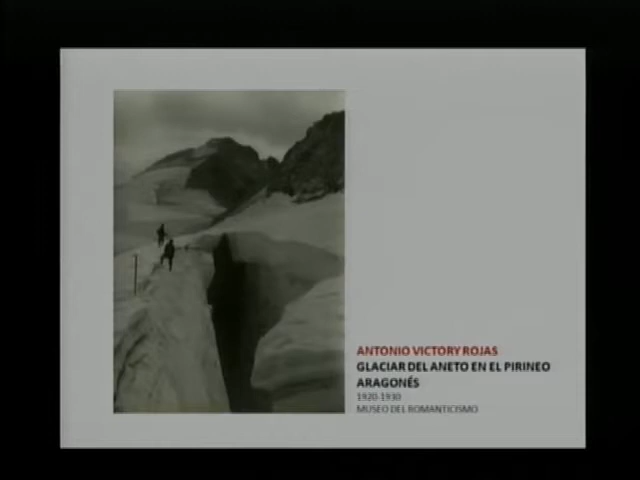 ANTONIO VICTORY ROJAS
GLACIAR DEL ANETO EN EL PIRINEO
ARAGONÉS
1920-1930
MUSEO DEL ROMANTICISMO